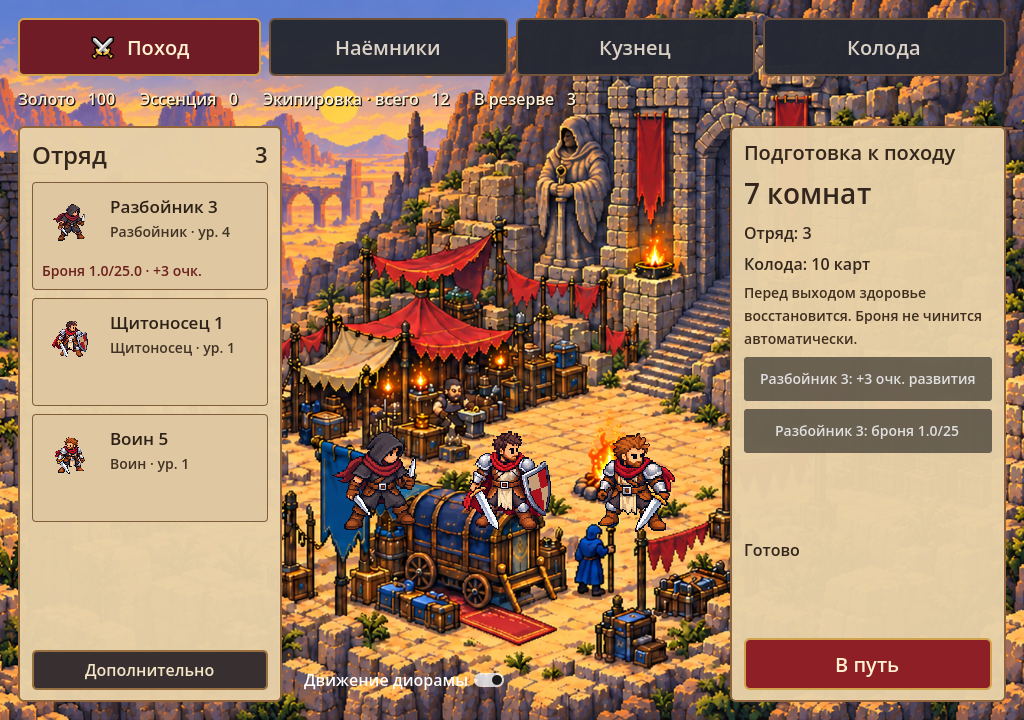 Поход
Наёмники
Кузнец
Колода
Золото 100 Эссенция 0 Экипировка · всего 12 В резерве 3
Отряд 3
Разбойник 3
Разбойник · ур. 4
Броня 1.0/25.0 · +3 очк.
Щитоносец 1
Щитоносец · ур. 1
Воин 5
Воин · ур. 1
Дополнительно
Движение диорамы
Подготовка к походу
7 комнат
Отряд: 3
Колода: 10 карт
Перед выходом здоровье
восстановится. Броня не чинится
автоматически.
Разбойник 3: +3 очк. развития
Разбойник 3: броня 1.0/25
Готово
В путь